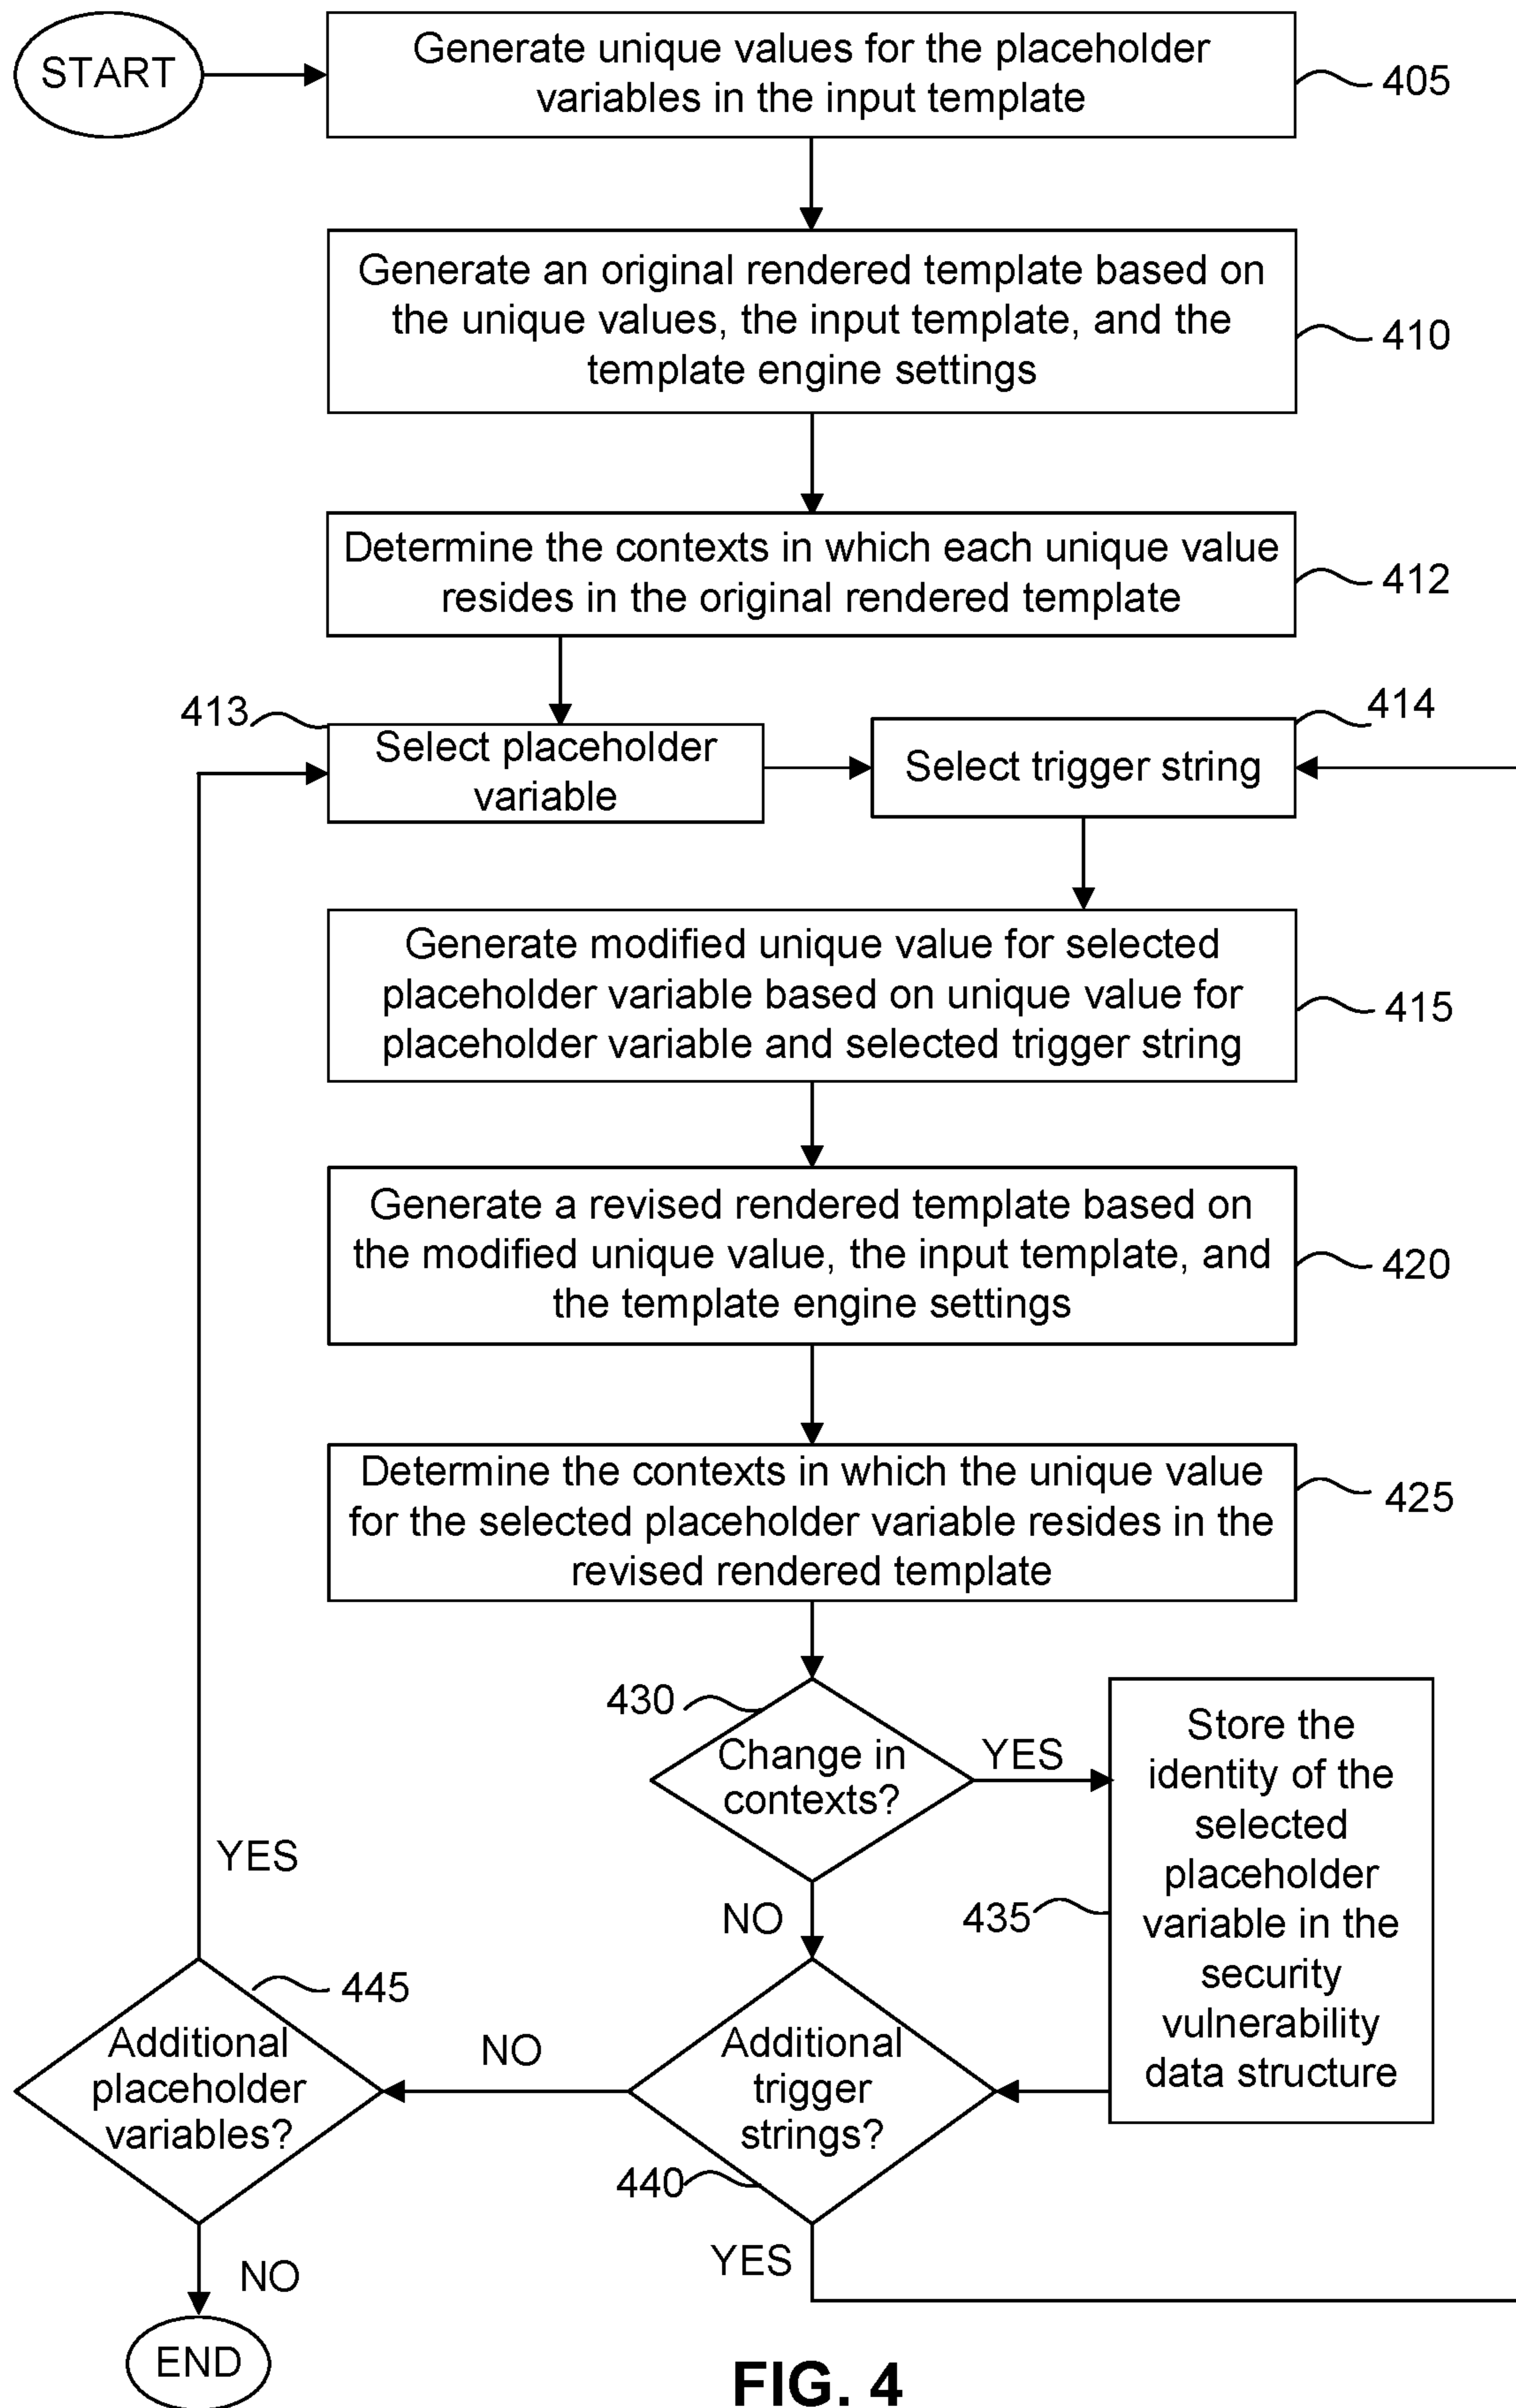 START
Generate unique values for the placeholder
variables in the input template
405
Generate an original rendered template based on
the unique values, the input template, and the
template engine settings
410
Determine the contexts in which each unique value
resides in the original rendered template
412
413
Select placeholder
variable
414
Select trigger string
Generate modified unique value for selected
placeholder variable based on unique value for
placeholder variable and selected trigger string
415
Generate a revised rendered template based on
the modified unique value, the input template, and
the template engine settings
420
Determine the contexts in which the unique value
for the selected placeholder variable resides in the
revised rendered template
425
430
Change in
contexts?
YES
NO
Store the
identity of the
selected
placeholder
variable in the
security
vulnerability
data structure
435
Additional
trigger
strings?
440
NO
YES
445
Additional
placeholder
variables?
YES
NO
END
FIG. 4